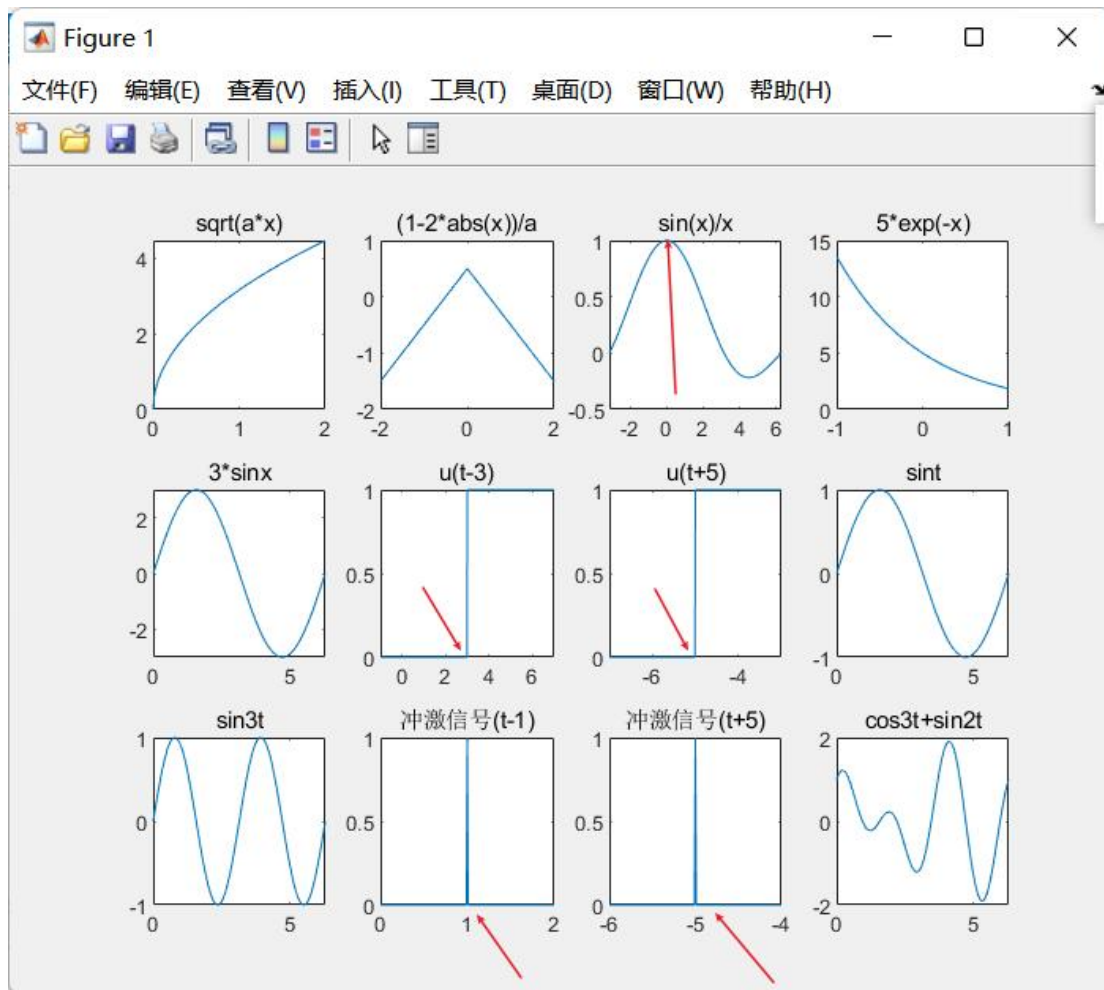 Figure 1
文件(F) 编辑(E) 查看(V) 插入(I) 工具(T) 桌面(D) 窗口(W) 帮助(H)
sqrt(a*x) (1-2*abs(x))/a sin(x)/x 5*exp(-x)
4 1 1 15
0 0.5 10
2 -1 0 5
0 -2 -0.5 0
0 1 2 -2 0 2 -2 0 2 4 6 -1 0 1
3*sinx u(t-3) u(t+5) sint
2 1 1 1
0 0.5 0.5 0
-2 0 0 -1
0 5 0 2 4 6 -6 -4 0 5
sin3t 冲激信号(t-1) 冲激信号(t+5) cos3t+sin2t
1 1 1 2
0 0.5 0.5 0
-1 0 0 -2
0 5 0 1 2 -6 -5 -4 0 5